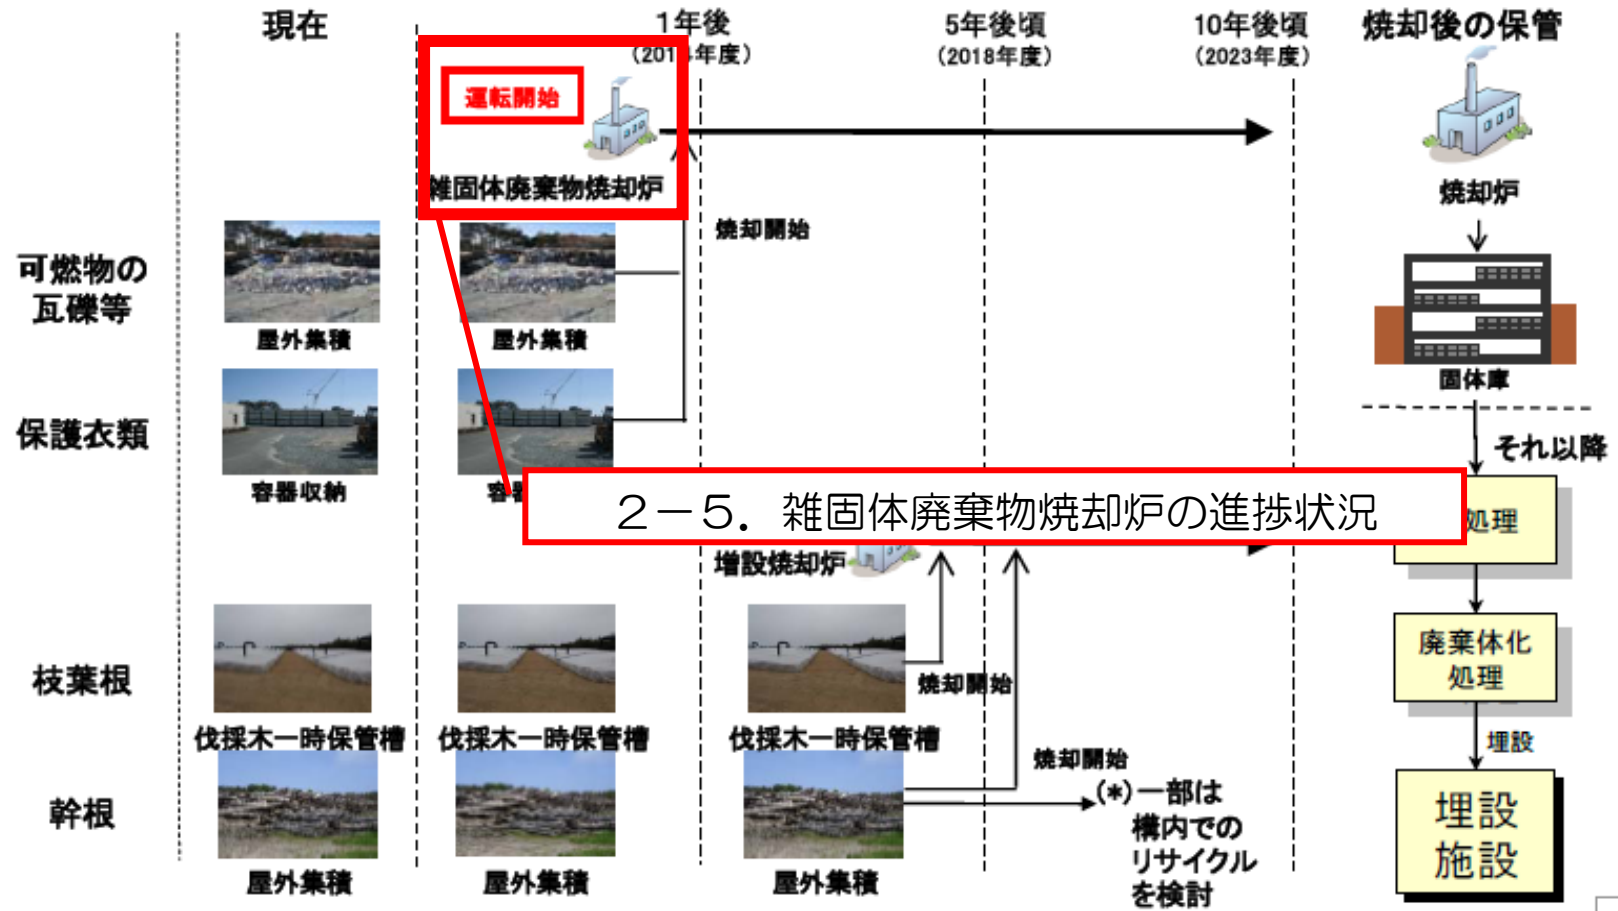 現在
1年後
(2014年度)
5年後頃
(2018年度)
10年後頃
(2023年度)
焼却後の保管
運転開始
雑固体廃棄物焼却炉
焼却炉
焼却開始
可燃物の
瓦礫等
屋外集積
屋外集積
固体庫
保護衣類
容器収納
それ以降
2-5. 雑固体廃棄物焼却炉の進捗状況
処理
増設焼却炉
枝葉根
焼却開始
廃棄体化
処理
伐採木一時保管槽
伐採木一時保管槽
伐採木一時保管槽
埋設
幹根
焼却開始
(*)一部は
構内での
リサイクル
を検討
埋設
施設
屋外集積
屋外集積
屋外集積